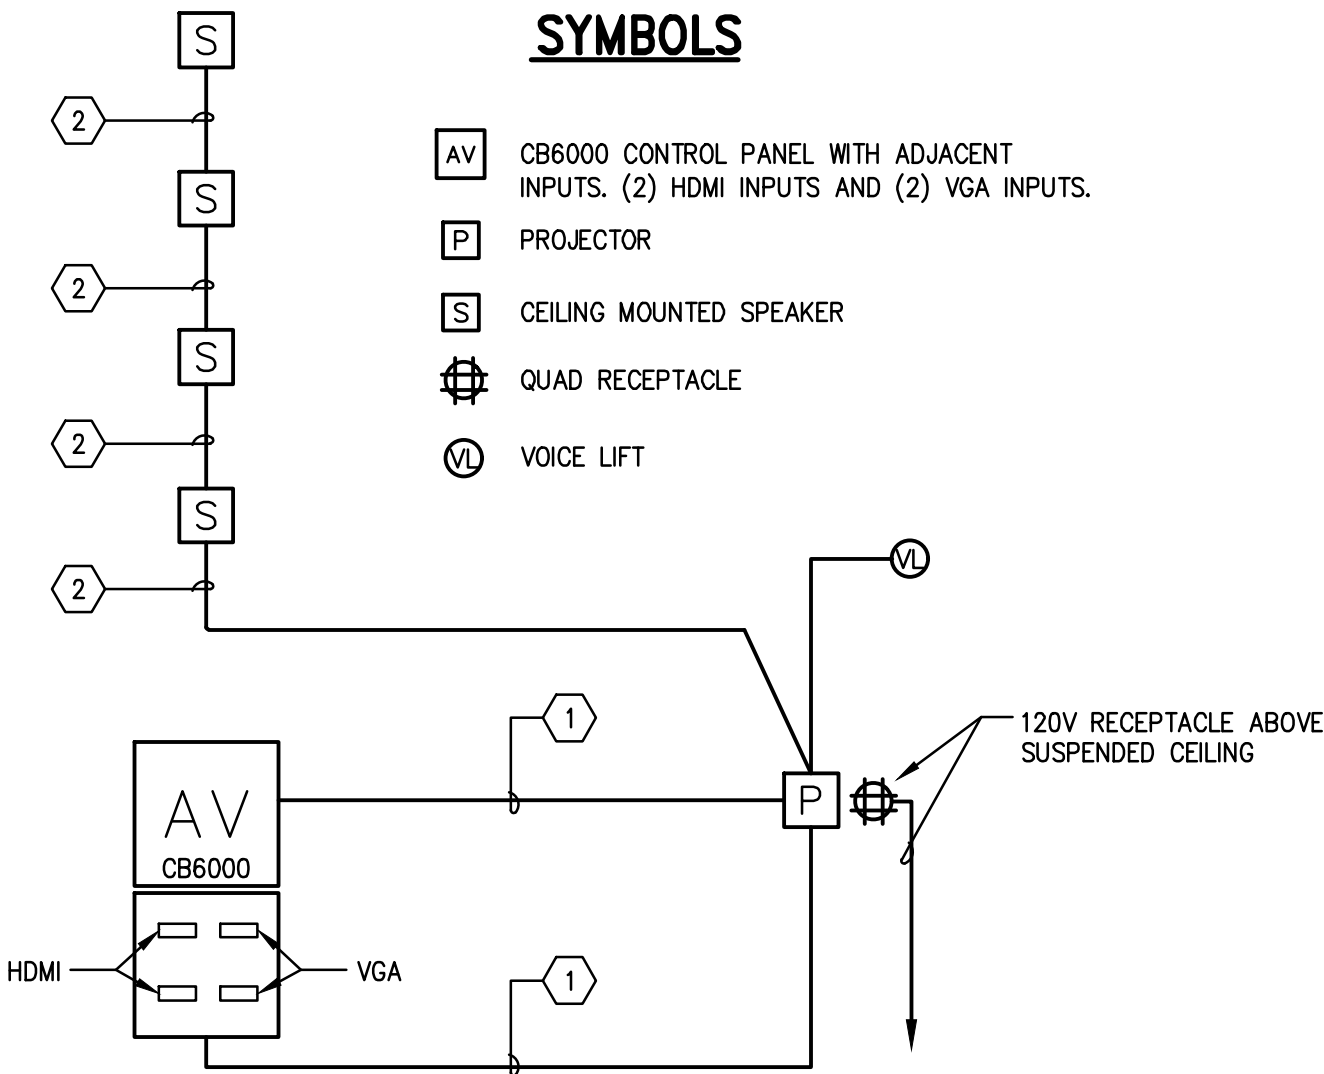 SYMBOLS
S
2
AV
CB6000 CONTROL PANEL WITH ADJACENT
INPUTS. (2) HDMI INPUTS AND (2) VGA INPUTS.
S
P
PROJECTOR
2
S
CEILING MOUNTED SPEAKER
S
QUAD RECEPTACLE
2
VL
VOICE LIFT
S
VL
2
1
120V RECEPTACLE ABOVE
SUSPENDED CEILING
AV
CB6000
P
HDMI
VGA
1